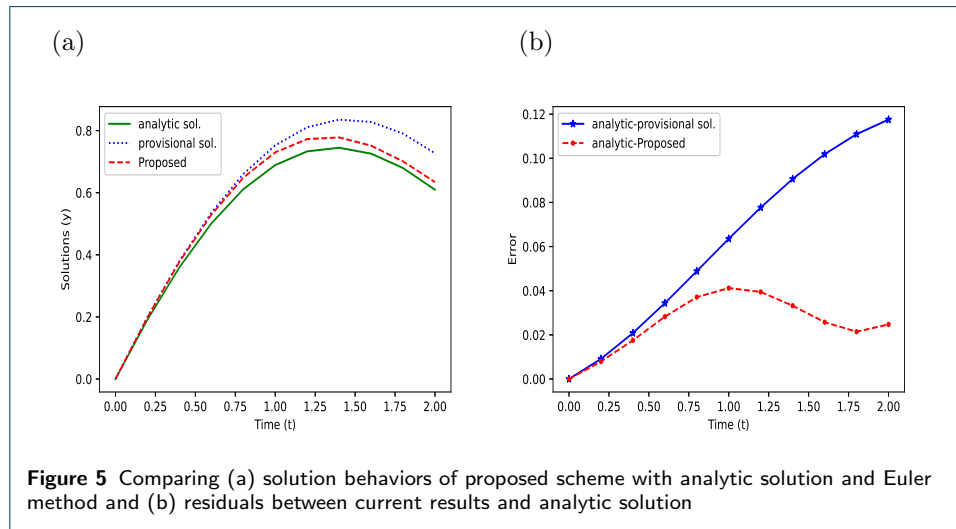 (a)
(b)
analytic sol.
provisional sol.
Proposed
0.8
0.6
0.4
0.2
0.0
Solutions (y)
0.00 0.25 0.50 0.75 1.00 1.25 1.50 1.75 2.00
Time (t)
analytic-provisional sol.
analytic-Proposed
0.12
0.10
0.08
0.06
0.04
0.02
0.00
Error
0.00 0.25 0.50 0.75 1.00 1.25 1.50 1.75 2.00
Time (t)
Figure 5 Comparing (a) solution behaviors of proposed scheme with analytic solution and Euler
method and (b) residuals between current results and analytic solution